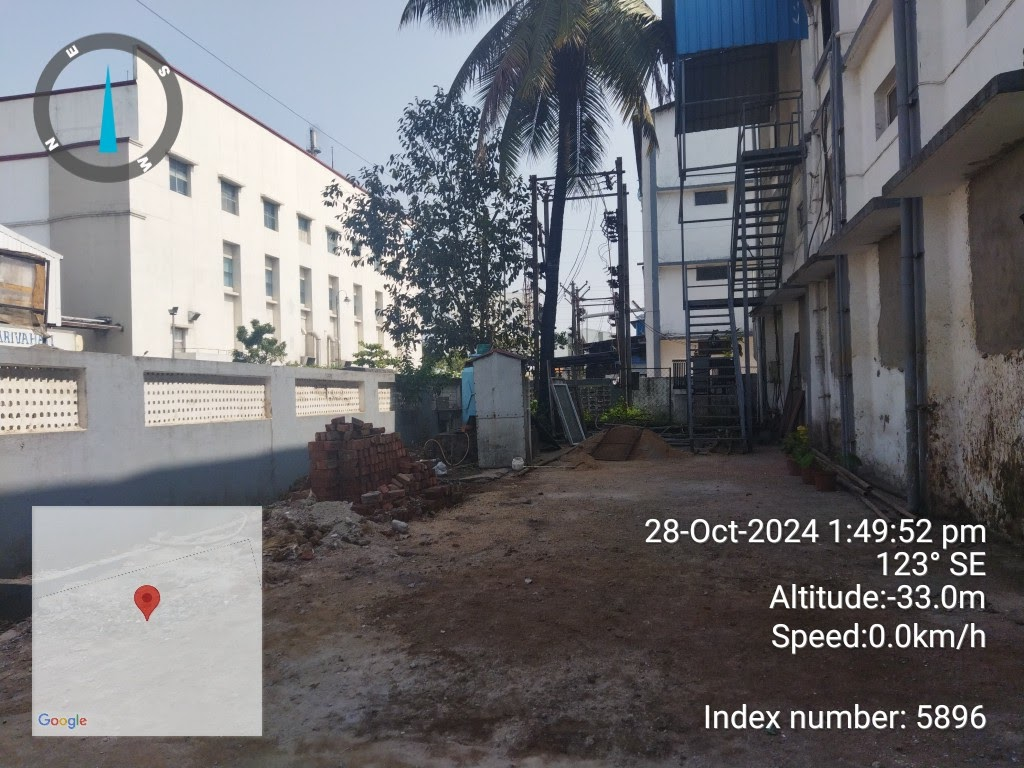 E
S
N
W
ARIVAHA
28-Oct-2024 1:49:52 pm
123° SE
Altitude:-33.0m
Speed:0.0km/h
Index number: 5896
Google